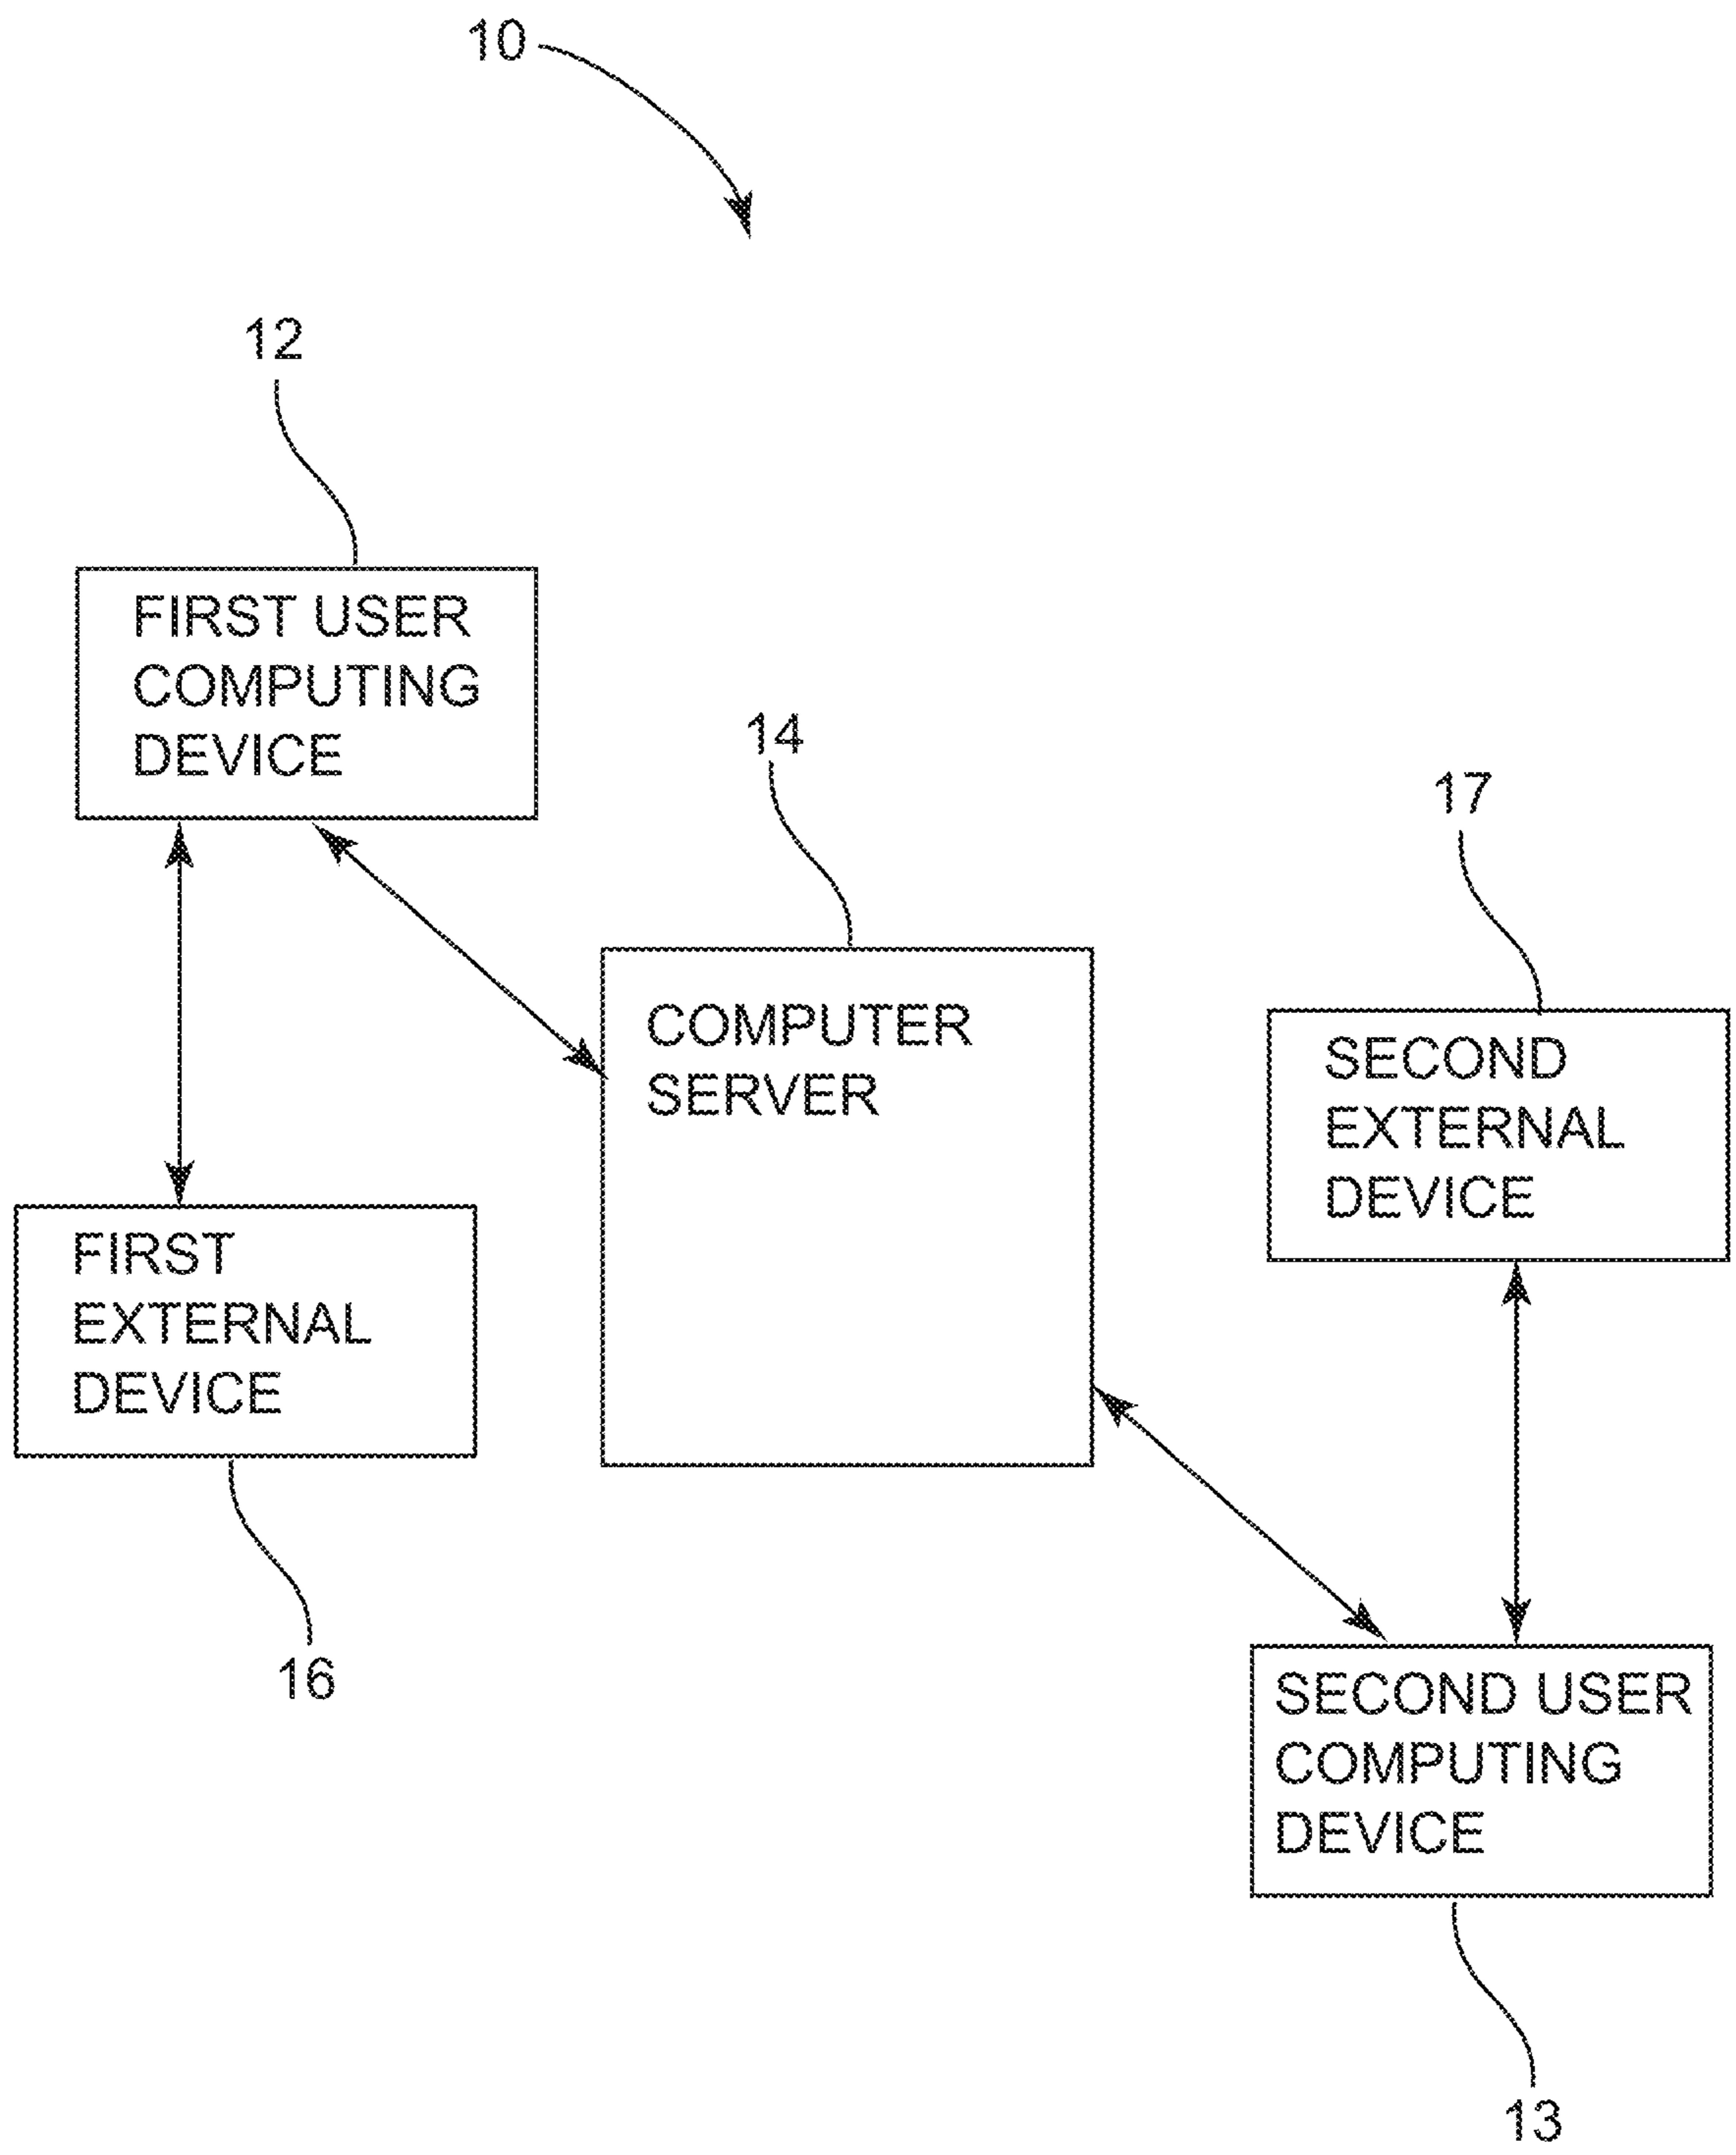 10
12
FIRST USER
COMPUTING
DEVICE
14
17
COMPUTER
SERVER
SECOND
EXTERNAL
DEVICE
FIRST
EXTERNAL
DEVICE
16
SECOND USER
COMPUTING
DEVICE
13